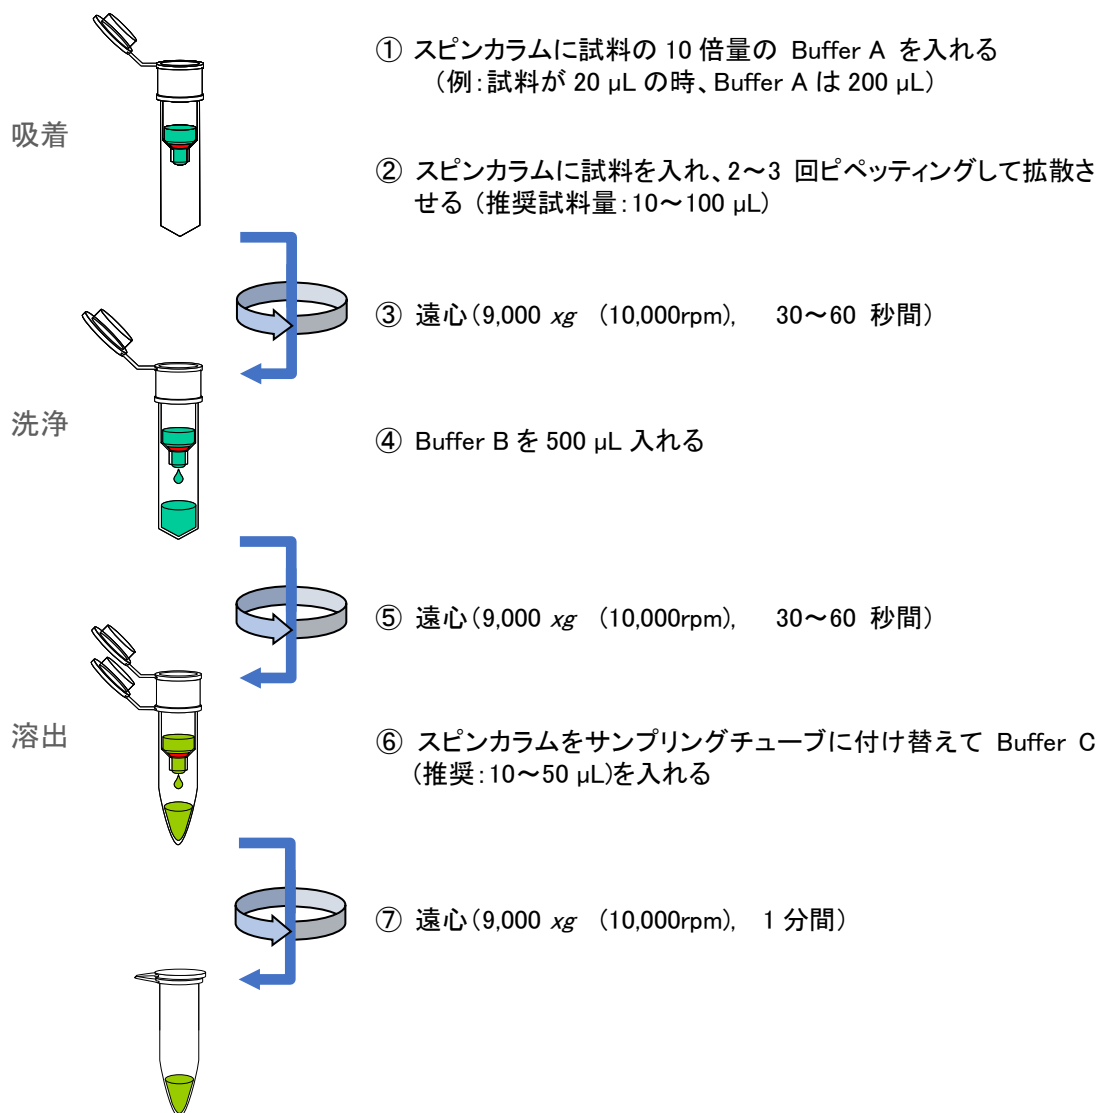 ① スピンカラムに試料の 10 倍量の Buffer A を入れる
（例：試料が 20 µL の時、Buffer A は 200 µL）
吸着
② スピンカラムに試料を入れ、2～3 回ピペッティングして拡散さ
せる （推奨試料量：10～100 µL）
③ 遠心（9,000 xg （10,000rpm), 30～60 秒間）
洗浄
④ Buffer B を 500 µL 入れる
⑤ 遠心（9,000 xg （10,000rpm), 30～60 秒間）
溶出
⑥ スピンカラムをサンプリングチューブに付け替えて Buffer C
(推奨：10～50 µL)を入れる
⑦ 遠心（9,000 xg （10,000rpm), 1 分間）